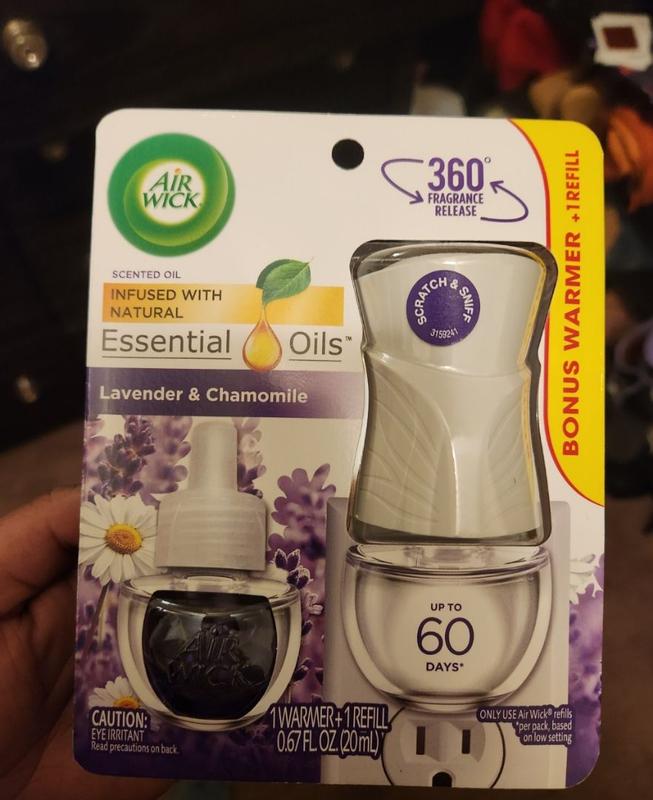 AIR
WICK®
360°
FRAGRANCE
RELEASE
BONUS WARMER +1 REFILL
SCENTED OIL
INFUSED WITH
NATURAL
Essential Oils™
Lavender & Chamomile
SCRATCH & SNIFF
3159241
AIR
WICK
UP TO
60
DAYS*
CAUTION:
EYE IRRITANT
Read precautions on back.
1 WARMER + 1 REFILL
0.67 FL. OZ. (20 mL)
ONLY USE Air Wick® refills
*per pack, based
on low setting